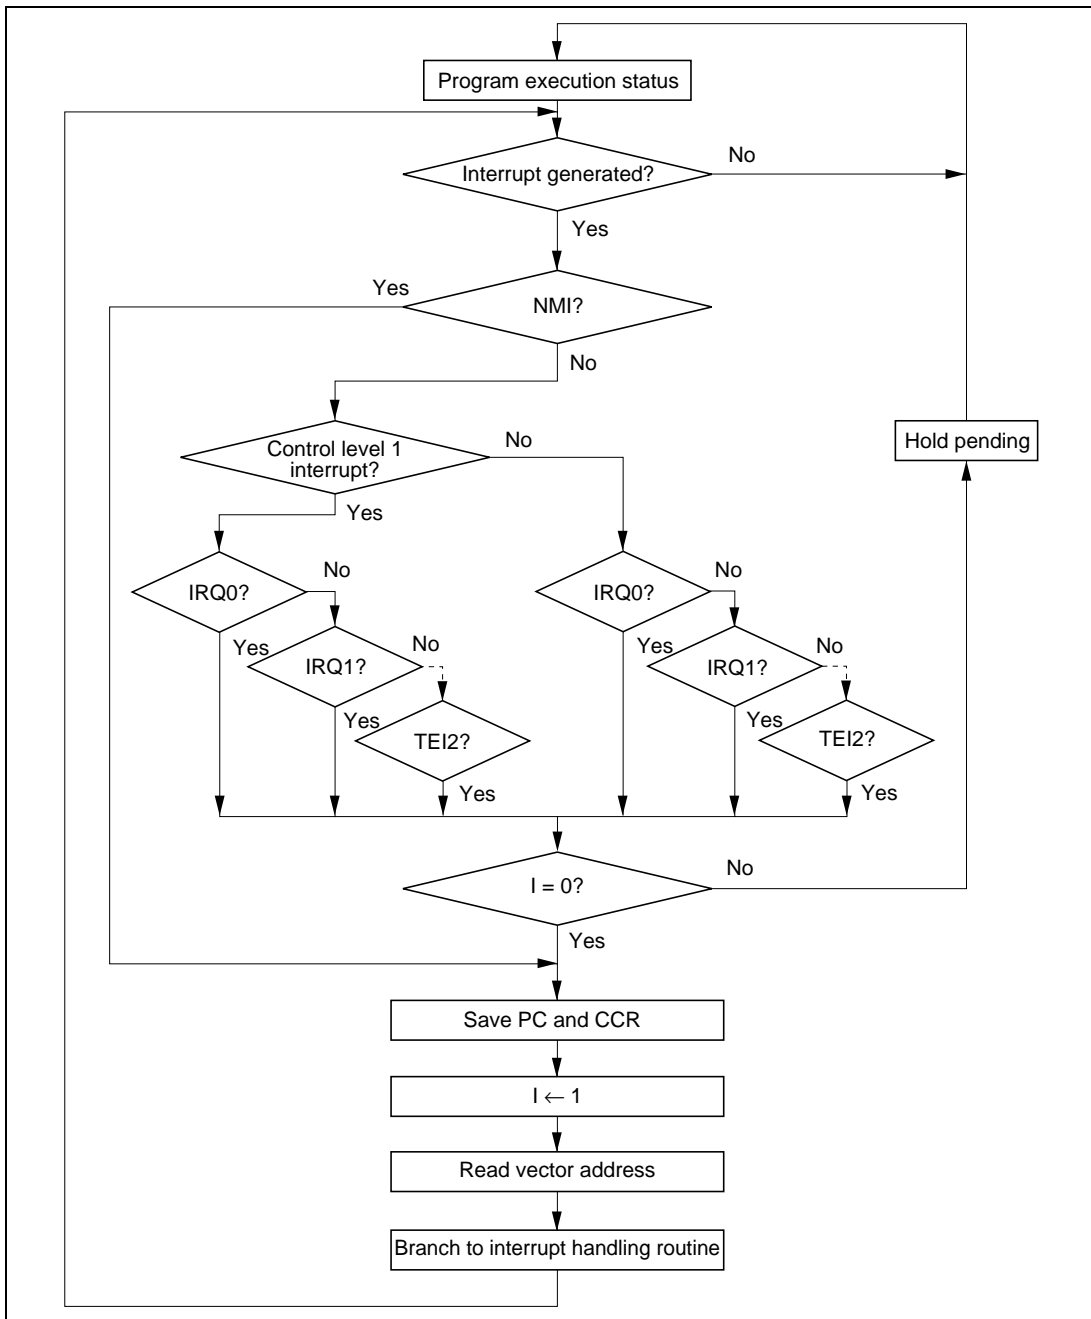 Program execution status
Interrupt generated?
No
Yes
Yes
NMI?
No
Control level 1
interrupt?
No
Hold pending
Yes
IRQ0?
No
IRQ0?
No
Yes
IRQ1?
No
Yes
IRQ1?
No
Yes
TEI2?
Yes
TEI2?
Yes
Yes
I = 0?
No
Yes
Save PC and CCR
I ← 1
Read vector address
Branch to interrupt handling routine